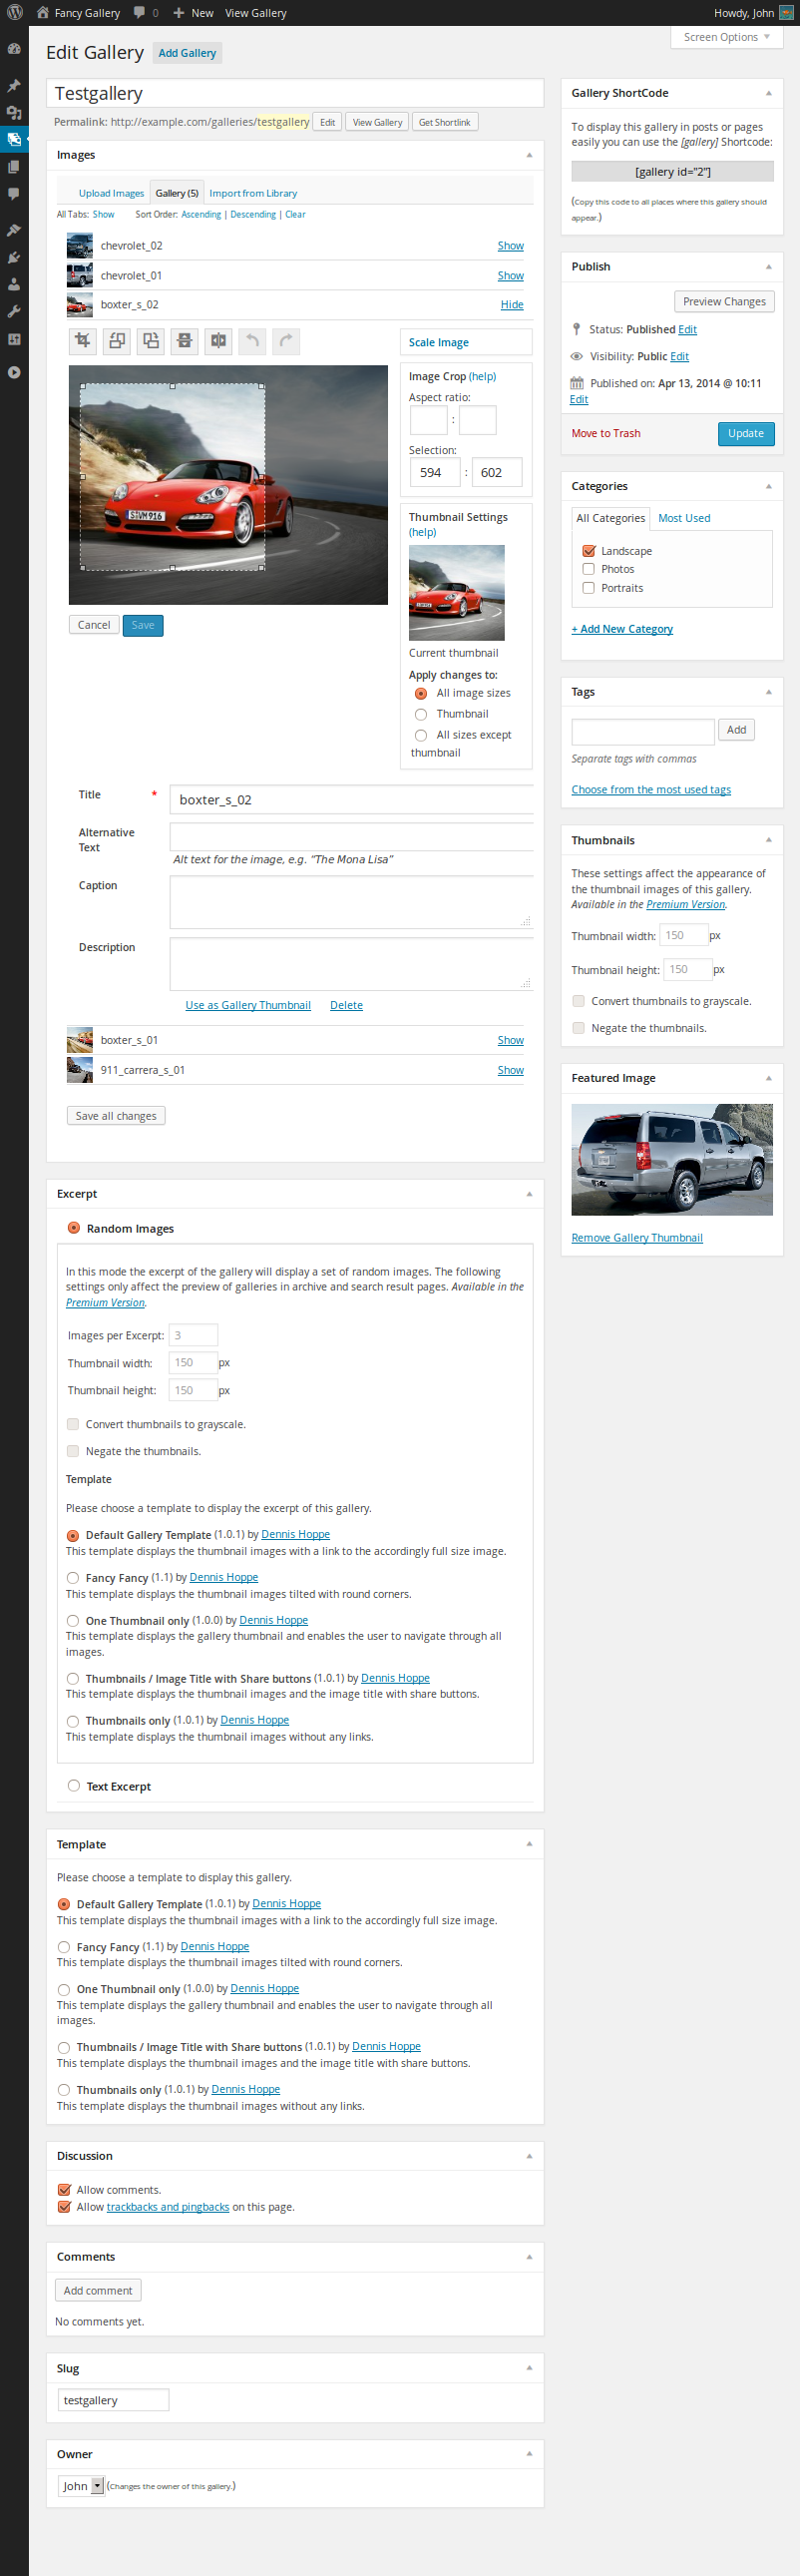 Fancy Gallery 0 New View Gallery Howdy, John
Screen Options
Edit Gallery Add Gallery
Testgallery
Permalink: http://example.com/galleries/testgallery Edit View Gallery Get Shortlink
Images
Upload Images Gallery (5) Import from Library
All Tabs: Show Sort Order: Ascending | Descending | Clear
chevrolet_02 Show
chevrolet_01 Show
boxter_s_02 Hide
Scale Image
Image Crop (help)
Aspect ratio:
:
Selection:
594 : 602
S VM 916
Thumbnail Settings
(help)
Current thumbnail
Apply changes to:
All image sizes
Thumbnail
All sizes except
thumbnail
Cancel Save
Title * boxter_s_02
Alternative
Text
Alt text for the image, e.g. “The Mona Lisa”
Caption
Description
Use as Gallery Thumbnail Delete
boxter_s_01 Show
911_carrera_s_01 Show
Save all changes
Excerpt
Random Images
In this mode the excerpt of the gallery will display a set of random images. The following
settings only affect the preview of galleries in archive and search result pages. Available in the
Premium Version.
Images per Excerpt: 3
Thumbnail width: 150 px
Thumbnail height: 150 px
Convert thumbnails to grayscale.
Negate the thumbnails.
Template
Please choose a template to display the excerpt of this gallery.
Default Gallery Template (1.0.1) by Dennis Hoppe
This template displays the thumbnail images with a link to the accordingly full size image.
Fancy Fancy (1.1) by Dennis Hoppe
This template displays the thumbnail images tilted with round corners.
One Thumbnail only (1.0.0) by Dennis Hoppe
This template displays the gallery thumbnail and enables the user to navigate through all
images.
Thumbnails / Image Title with Share buttons (1.0.1) by Dennis Hoppe
This template displays the thumbnail images and the image title with share buttons.
Thumbnails only (1.0.1) by Dennis Hoppe
This template displays the thumbnail images without any links.
Text Excerpt
Template
Please choose a template to display this gallery.
Default Gallery Template (1.0.1) by Dennis Hoppe
This template displays the thumbnail images with a link to the accordingly full size image.
Fancy Fancy (1.1) by Dennis Hoppe
This template displays the thumbnail images tilted with round corners.
One Thumbnail only (1.0.0) by Dennis Hoppe
This template displays the gallery thumbnail and enables the user to navigate through all
images.
Thumbnails / Image Title with Share buttons (1.0.1) by Dennis Hoppe
This template displays the thumbnail images and the image title with share buttons.
Thumbnails only (1.0.1) by Dennis Hoppe
This template displays the thumbnail images without any links.
Discussion
Allow comments.
Allow trackbacks and pingbacks on this page.
Comments
Add comment
No comments yet.
Slug
testgallery
Owner
John (Changes the owner of this gallery.)
Gallery ShortCode
To display this gallery in posts or pages
easily you can use the [gallery] Shortcode:
[gallery id="2"]
(Copy this code to all places where this gallery should
appear.)
Publish
Preview Changes
Status: Published Edit
Visibility: Public Edit
Published on: Apr 13, 2014 @ 10:11
Edit
Move to Trash Update
Categories
All Categories Most Used
Landscape
Photos
Portraits
+ Add New Category
Tags
Add
Separate tags with commas
Choose from the most used tags
Thumbnails
These settings affect the appearance of
the thumbnail images of this gallery.
Available in the Premium Version.
Thumbnail width: 150 px
Thumbnail height: 150 px
Convert thumbnails to grayscale.
Negate the thumbnails.
Featured Image
Remove Gallery Thumbnail